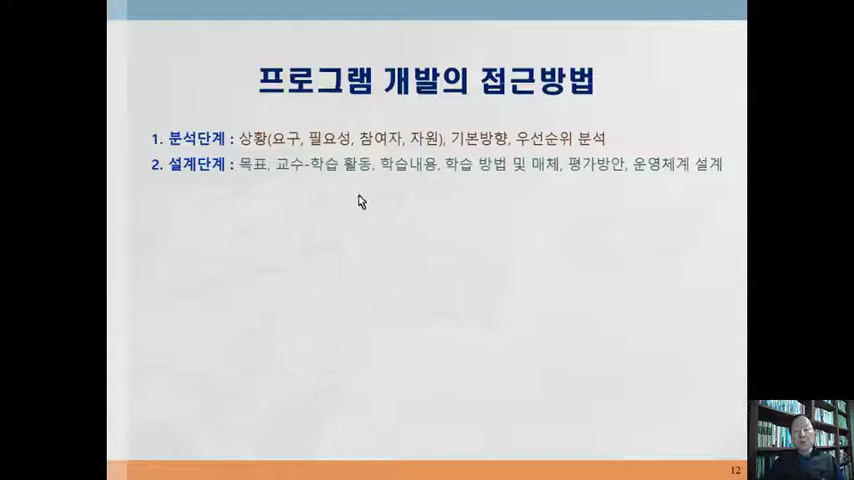 프로그램 개발의 접근방법
1. 분석단계 : 상황(요구, 필요성, 참여자, 자원), 기본방향, 우선순위 분석
2. 설계단계 : 목표, 교수-학습 활동, 학습내용, 학습 방법 및 매체, 평가방안, 운영체계 설계
12